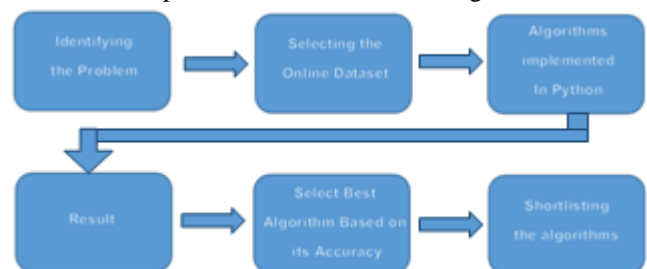 Identifying
the Problem
Selecting the
Online Dataset
Algorithms
implemented
In Python
Result
Select Best
Algorithm Based on
its Accuracy
Shortlisting
the algorithms